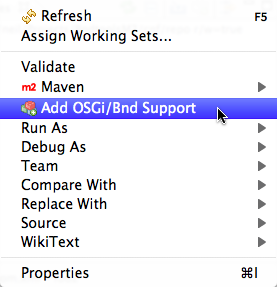 Refresh F5
Assign Working Sets...
Validate
m2 Maven
Add OSGi/Bnd Support
Run As
Debug As
Team
Compare With
Replace With
Source
WikiText
Properties ⌘I